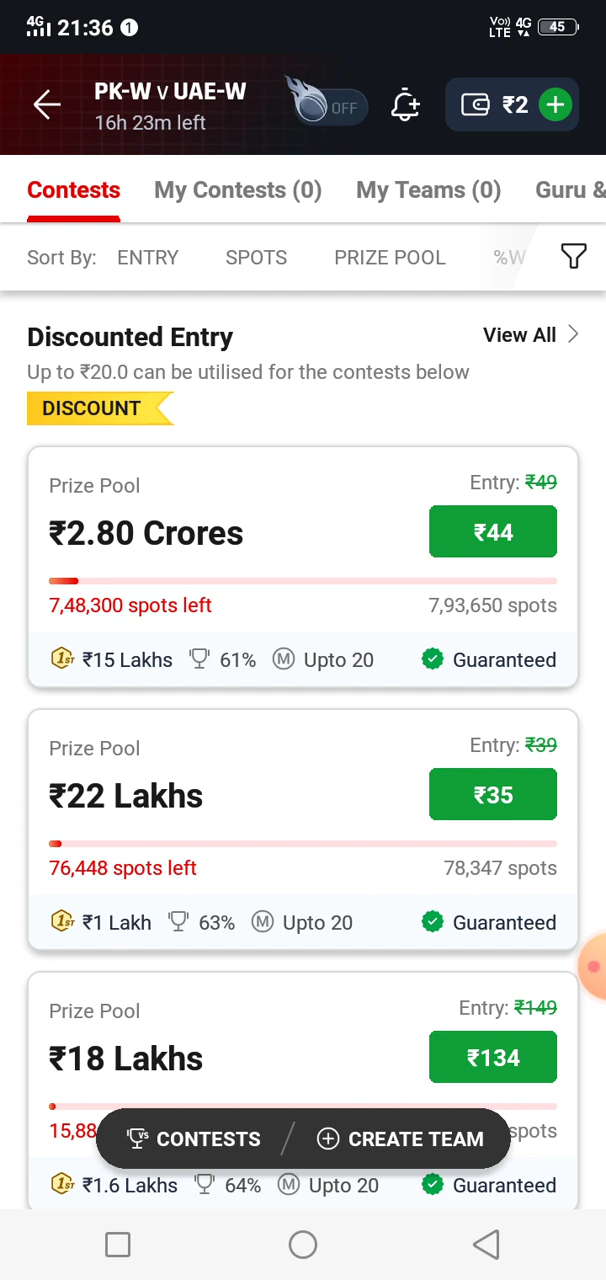 4G 21:36 1 Vo) LTE 4G 45
PK-W v UAE-W
16h 23m left
OFF
₹2
Contests My Contests (0) My Teams (0) Guru &
Sort By: ENTRY SPOTS PRIZE POOL %W
Discounted Entry View All
Up to ₹20.0 can be utilised for the contests below
DISCOUNT
Prize Pool Entry: ₹49
₹2.80 Crores ₹44
7,48,300 spots left 7,93,650 spots
1ST ₹15 Lakhs 61% M Upto 20 Guaranteed
Prize Pool Entry: ₹39
₹22 Lakhs ₹35
76,448 spots left 78,347 spots
1ST ₹1 Lakh 63% M Upto 20 Guaranteed
Prize Pool Entry: ₹149
₹18 Lakhs ₹134
15,88 spots
VS CONTESTS CREATE TEAM
1ST ₹1.6 Lakhs 64% M Upto 20 Guaranteed